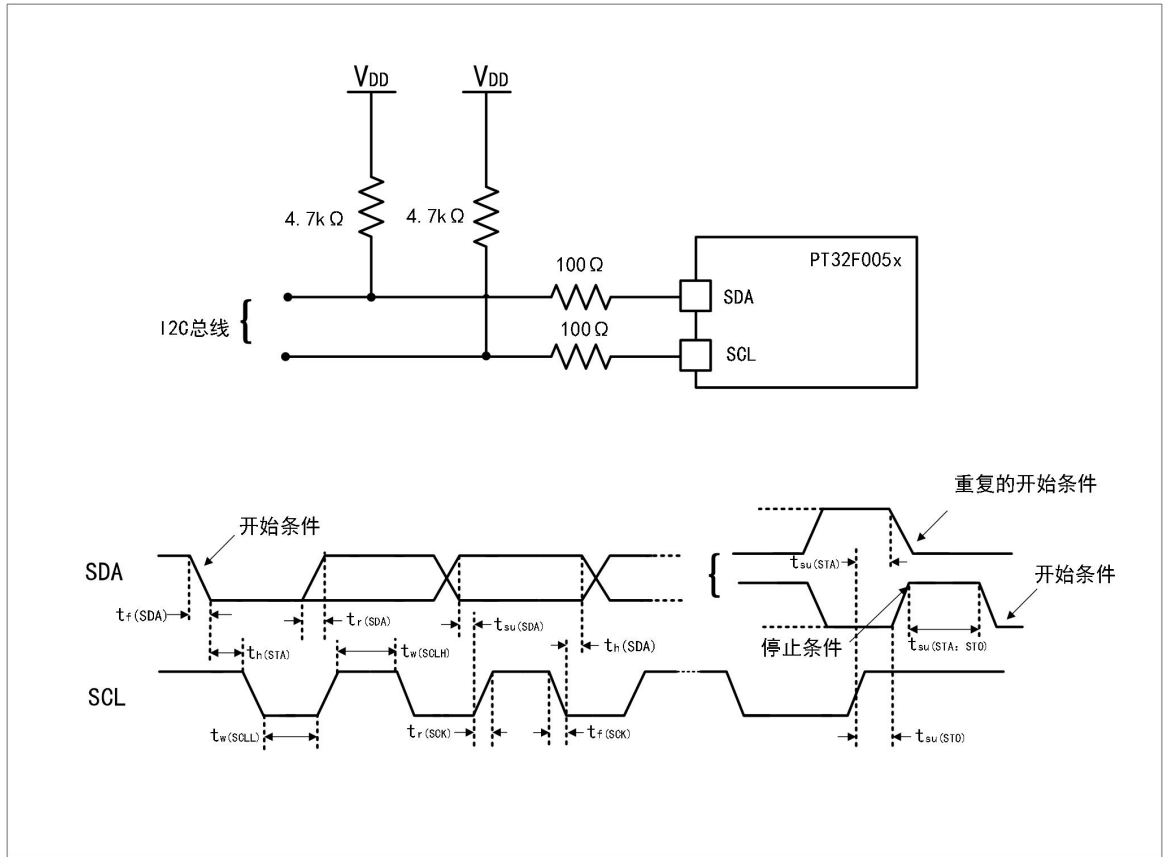 VDD
VDD
4.7kΩ
4.7kΩ
100Ω
PT32F005x
SDA
I2C总线
100Ω
SCL
重复的开始条件
开始条件
SDA
tsu(STA)
开始条件
tf(SDA)
tr(SDA)
tsu(SDA)
th(SDA)
停止条件
tsu(STA:STO)
th(STA)
tw(SCLH)
SCL
tw(SCLL)
tr(SCK)
tf(SCK)
tsu(STO)